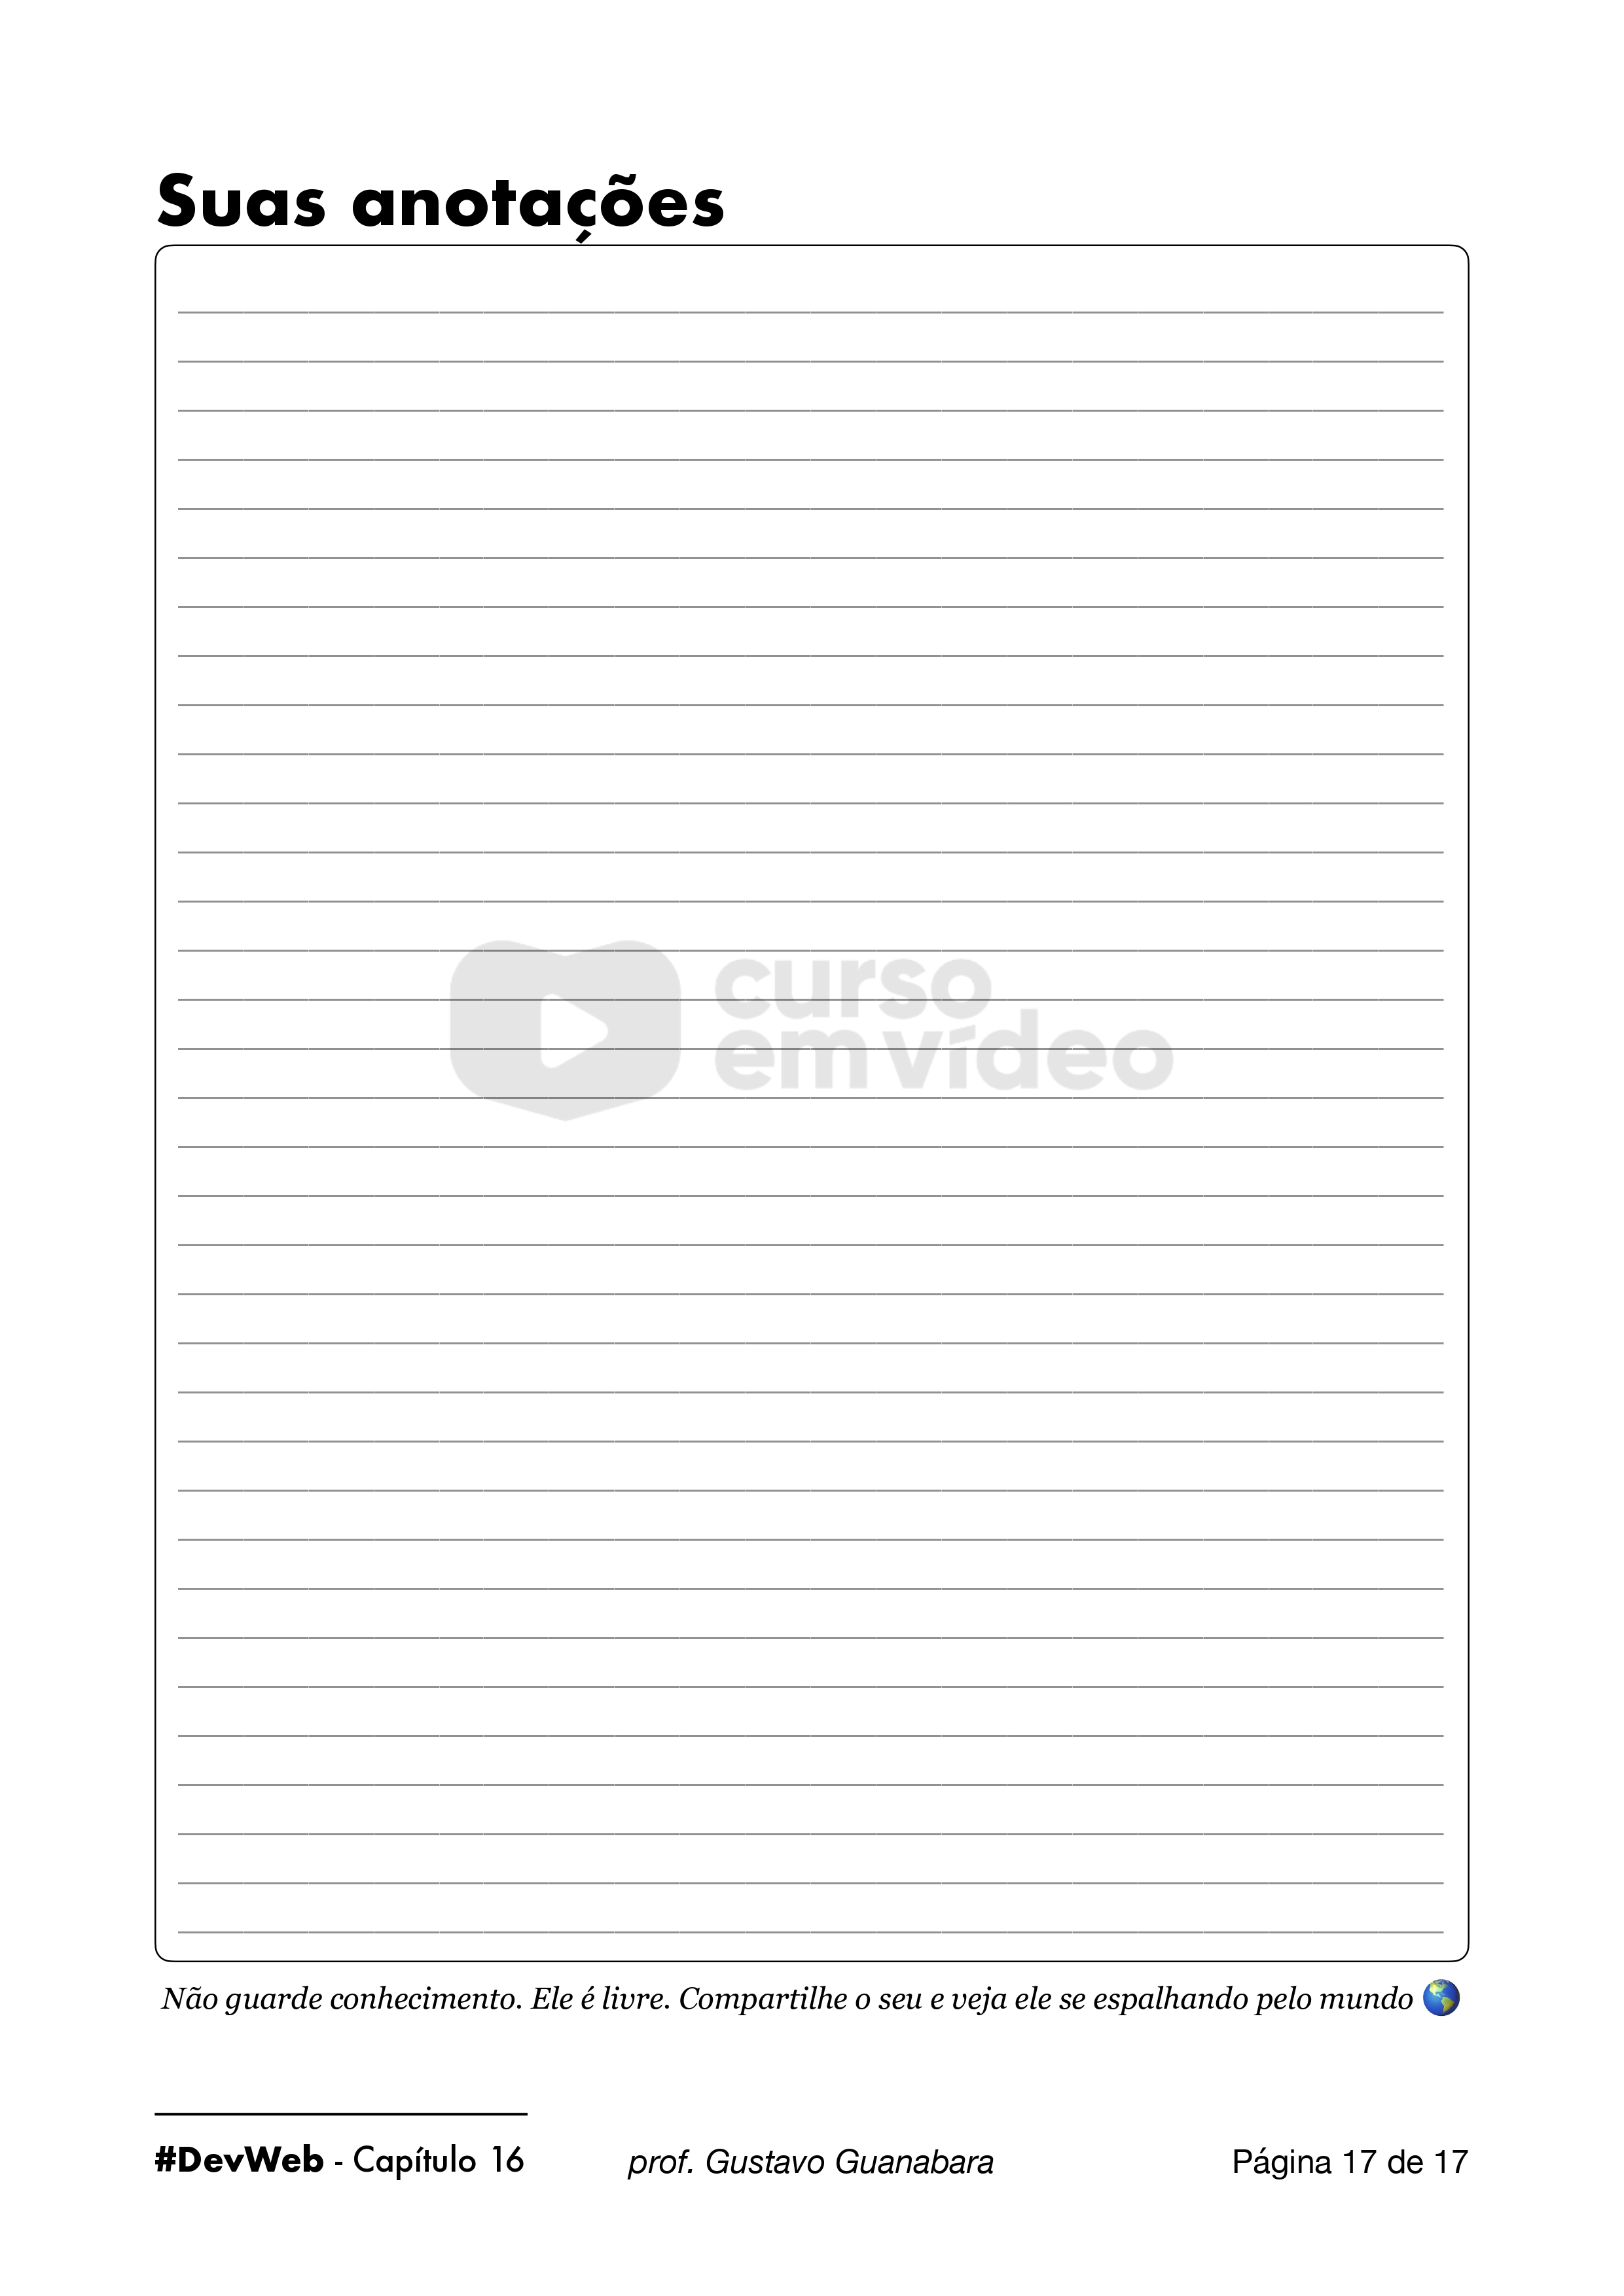 Suas anotações
curso
em vídeo
Não guarde conhecimento. Ele é livre. Compartilhe o seu e veja ele se espalhando pelo mundo 🌎
#DevWeb - Capítulo 16 prof. Gustavo Guanabara Página 17 de 17